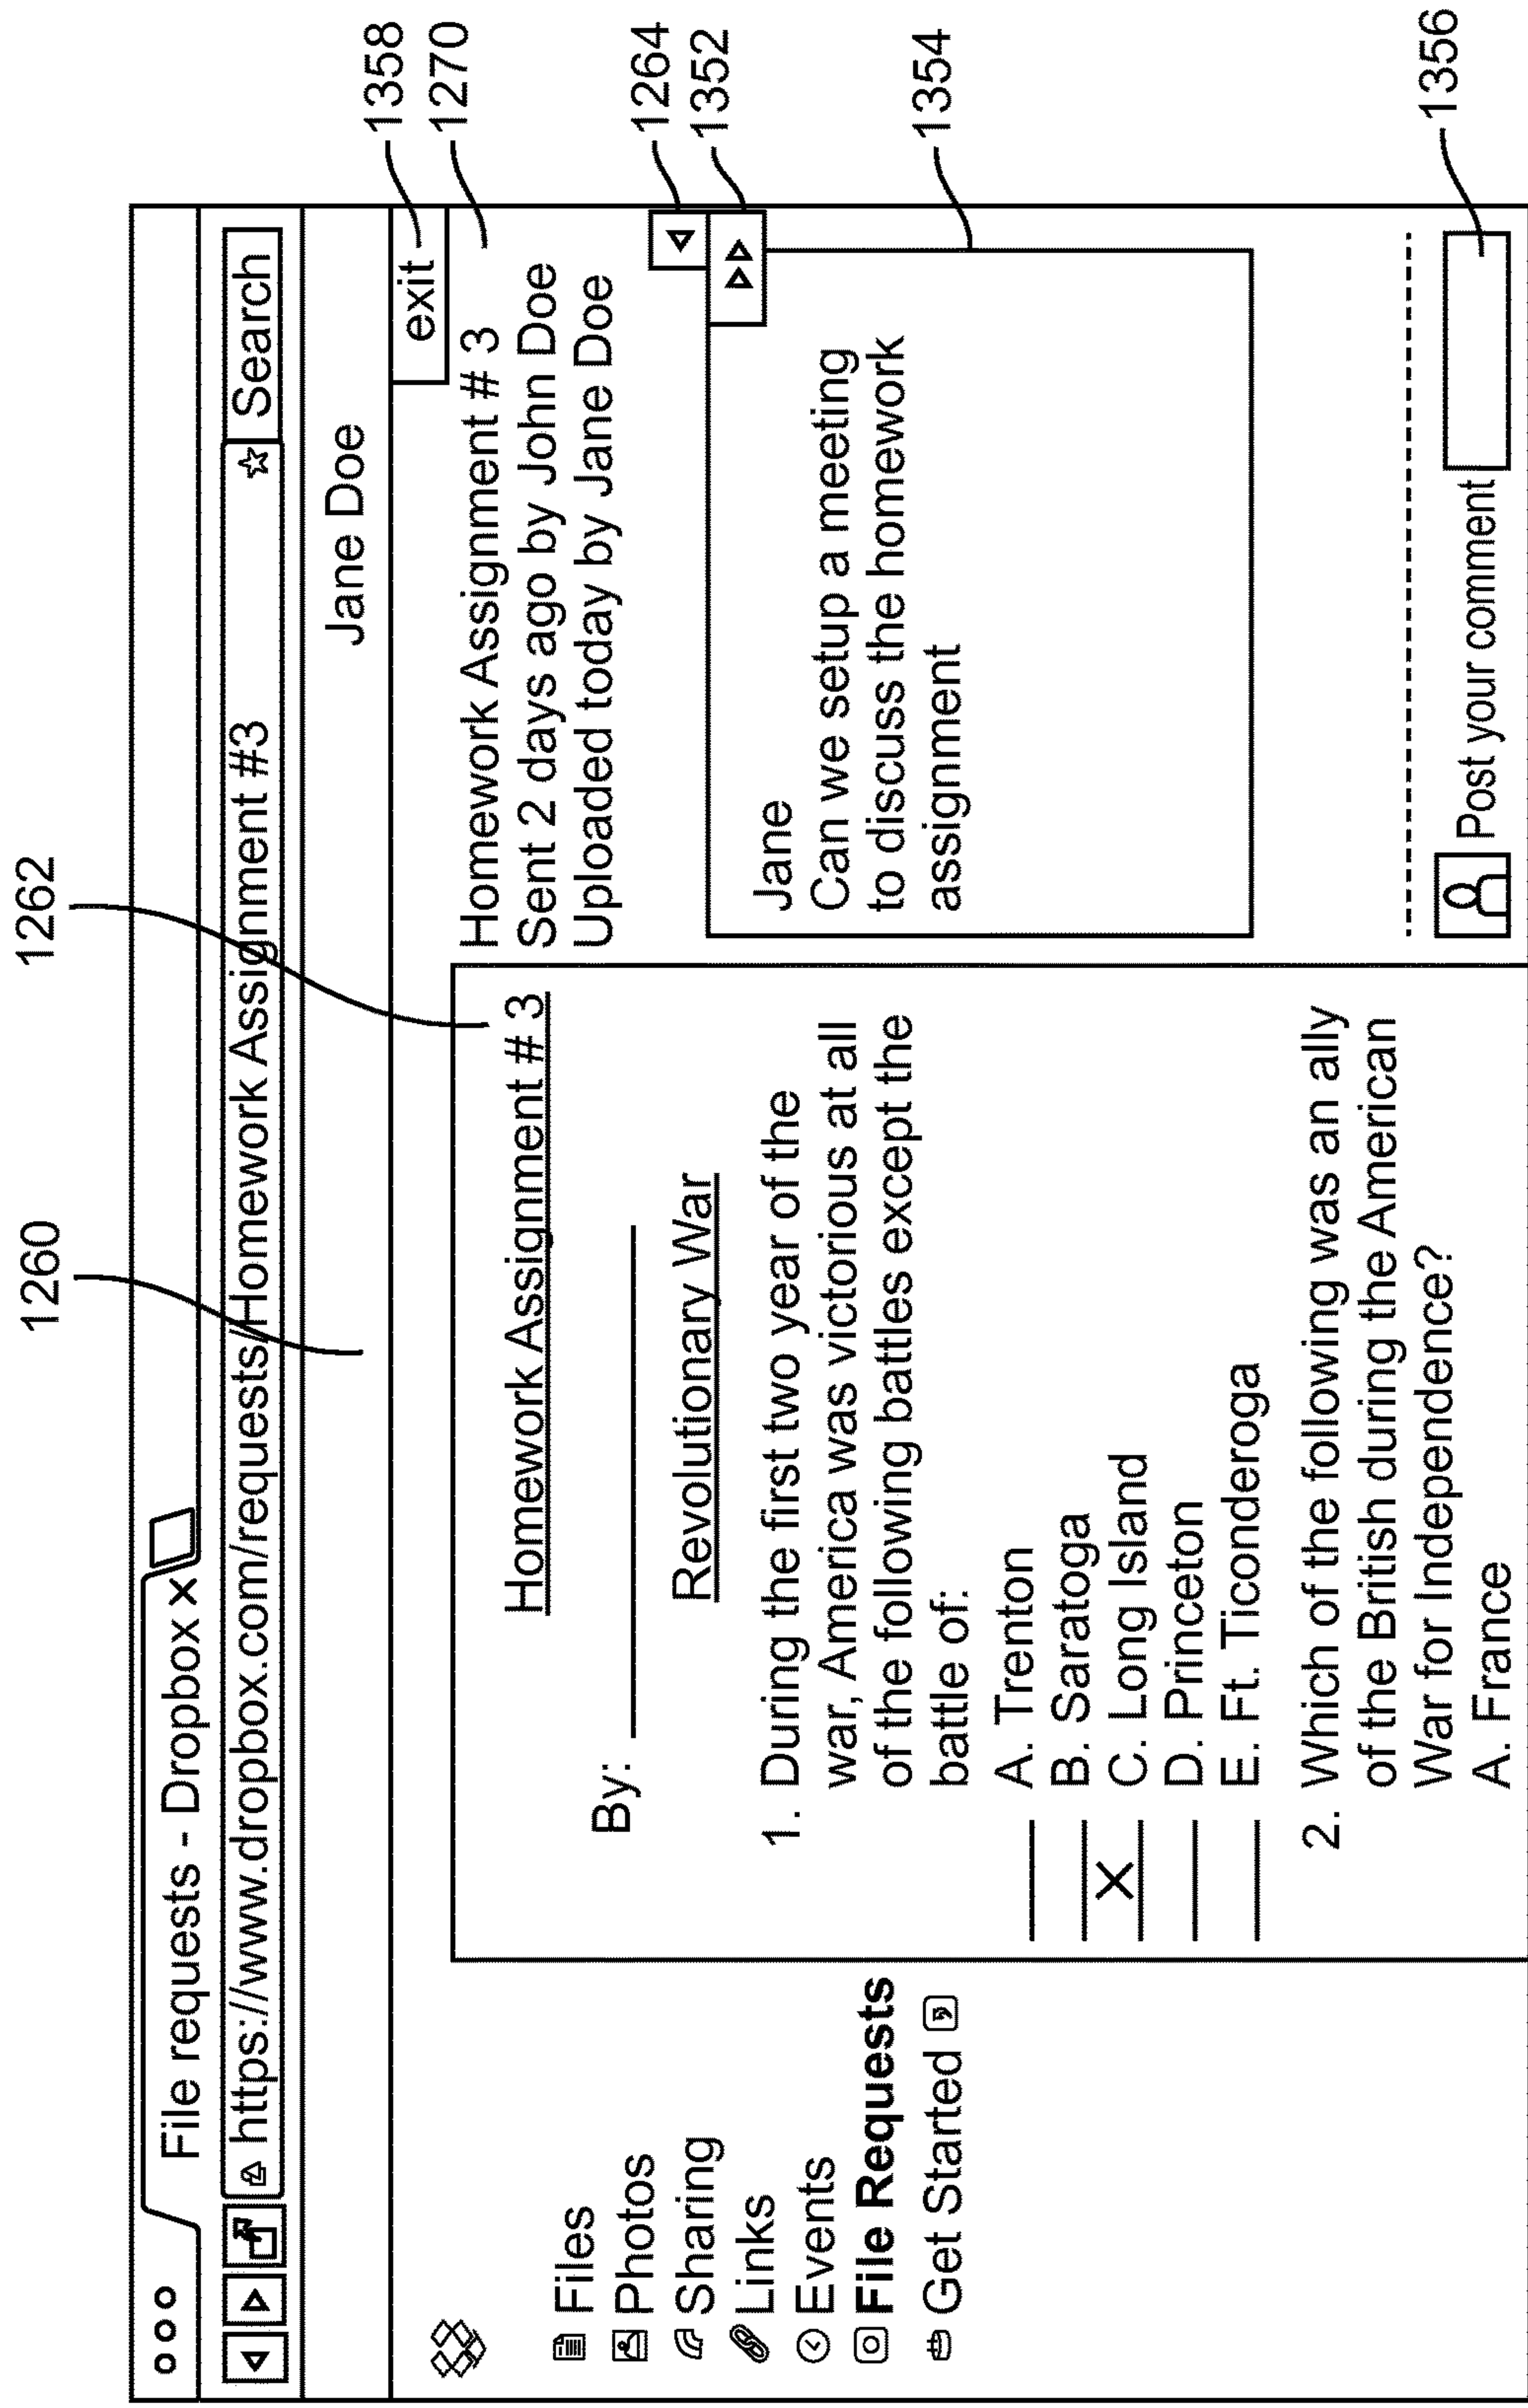 1260
1262
File requests - Dropbox X
https://www.dropbox.com/requests/Homework Assignment #3
Search
Jane Doe
exit
1358
1270
Files
Photos
Sharing
Links
Events
File Requests
Get Started
Homework Assignment # 3
By:
Revolutionary War
1. During the first two year of the
war, America was victorious at all
of the following battles except the
battle of:
A. Trenton
B. Saratoga
X C. Long Island
D. Princeton
E. Ft. Ticonderoga
2. Which of the following was an ally
of the British during the American
War for Independence?
A. France
Homework Assignment # 3
Sent 2 days ago by John Doe
Uploaded today by Jane Doe
1264
1352
Jane
Can we setup a meeting
to discuss the homework
assignment
1354
Post your comment
1356